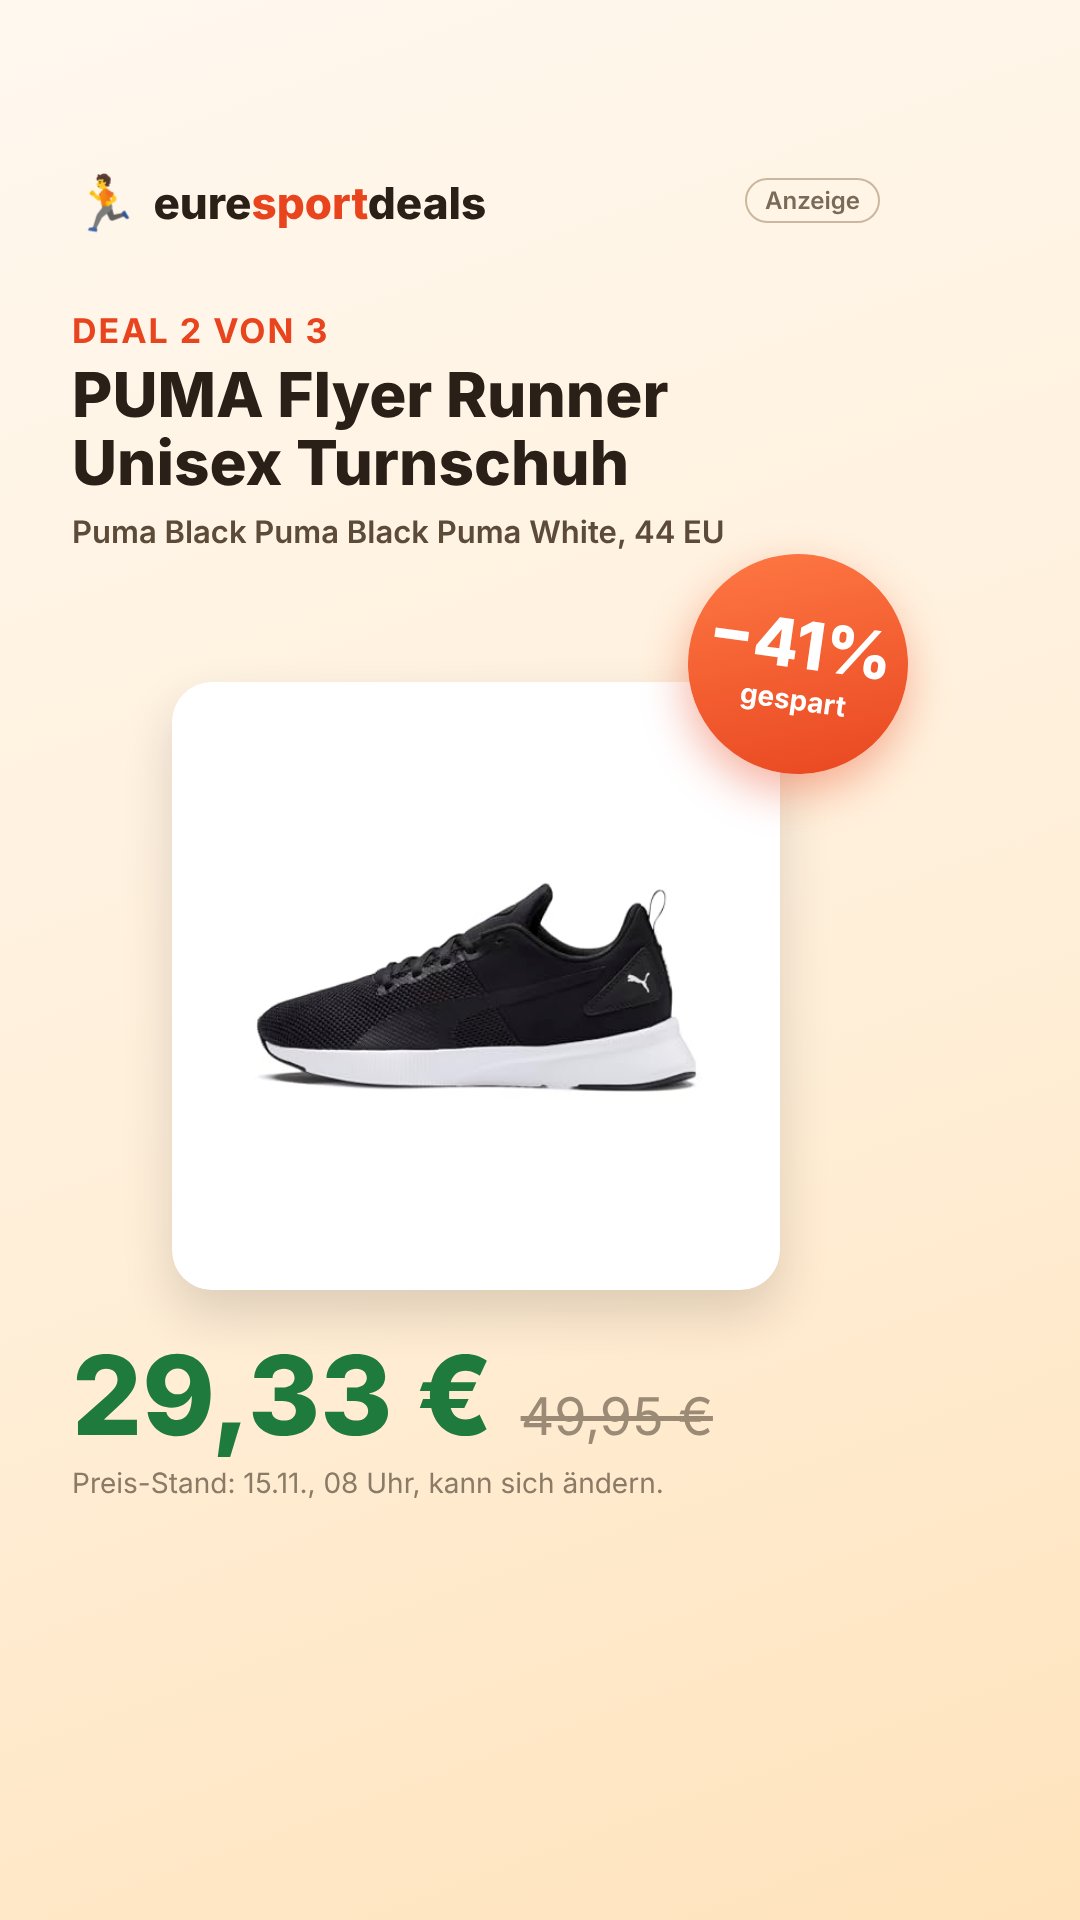 euresportdeals
Anzeige
DEAL 2 VON 3
PUMA Flyer Runner
Unisex Turnschuh
Puma Black Puma Black Puma White, 44 EU
−41%
gespart
29,33 € 49,95 €
Preis-Stand: 15.11., 08 Uhr, kann sich ändern.